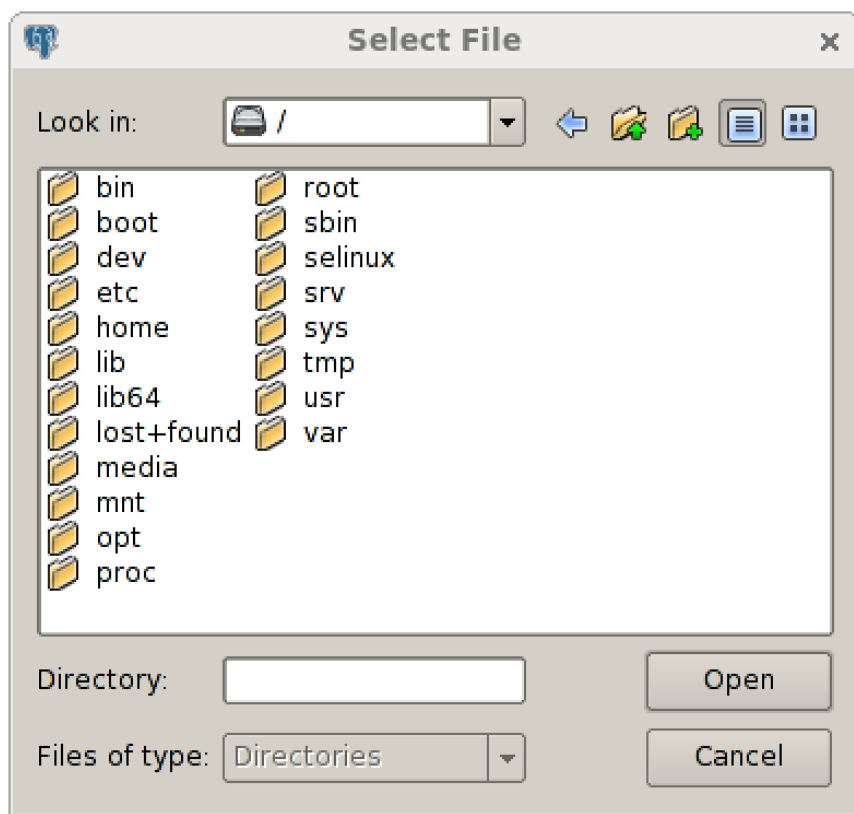 Select File
Look in: /
bin root
boot sbin
dev selinux
etc srv
home sys
lib tmp
lib64 usr
lost+found var
media
mnt
opt
proc
Directory: Open
Files of type: Directories Cancel